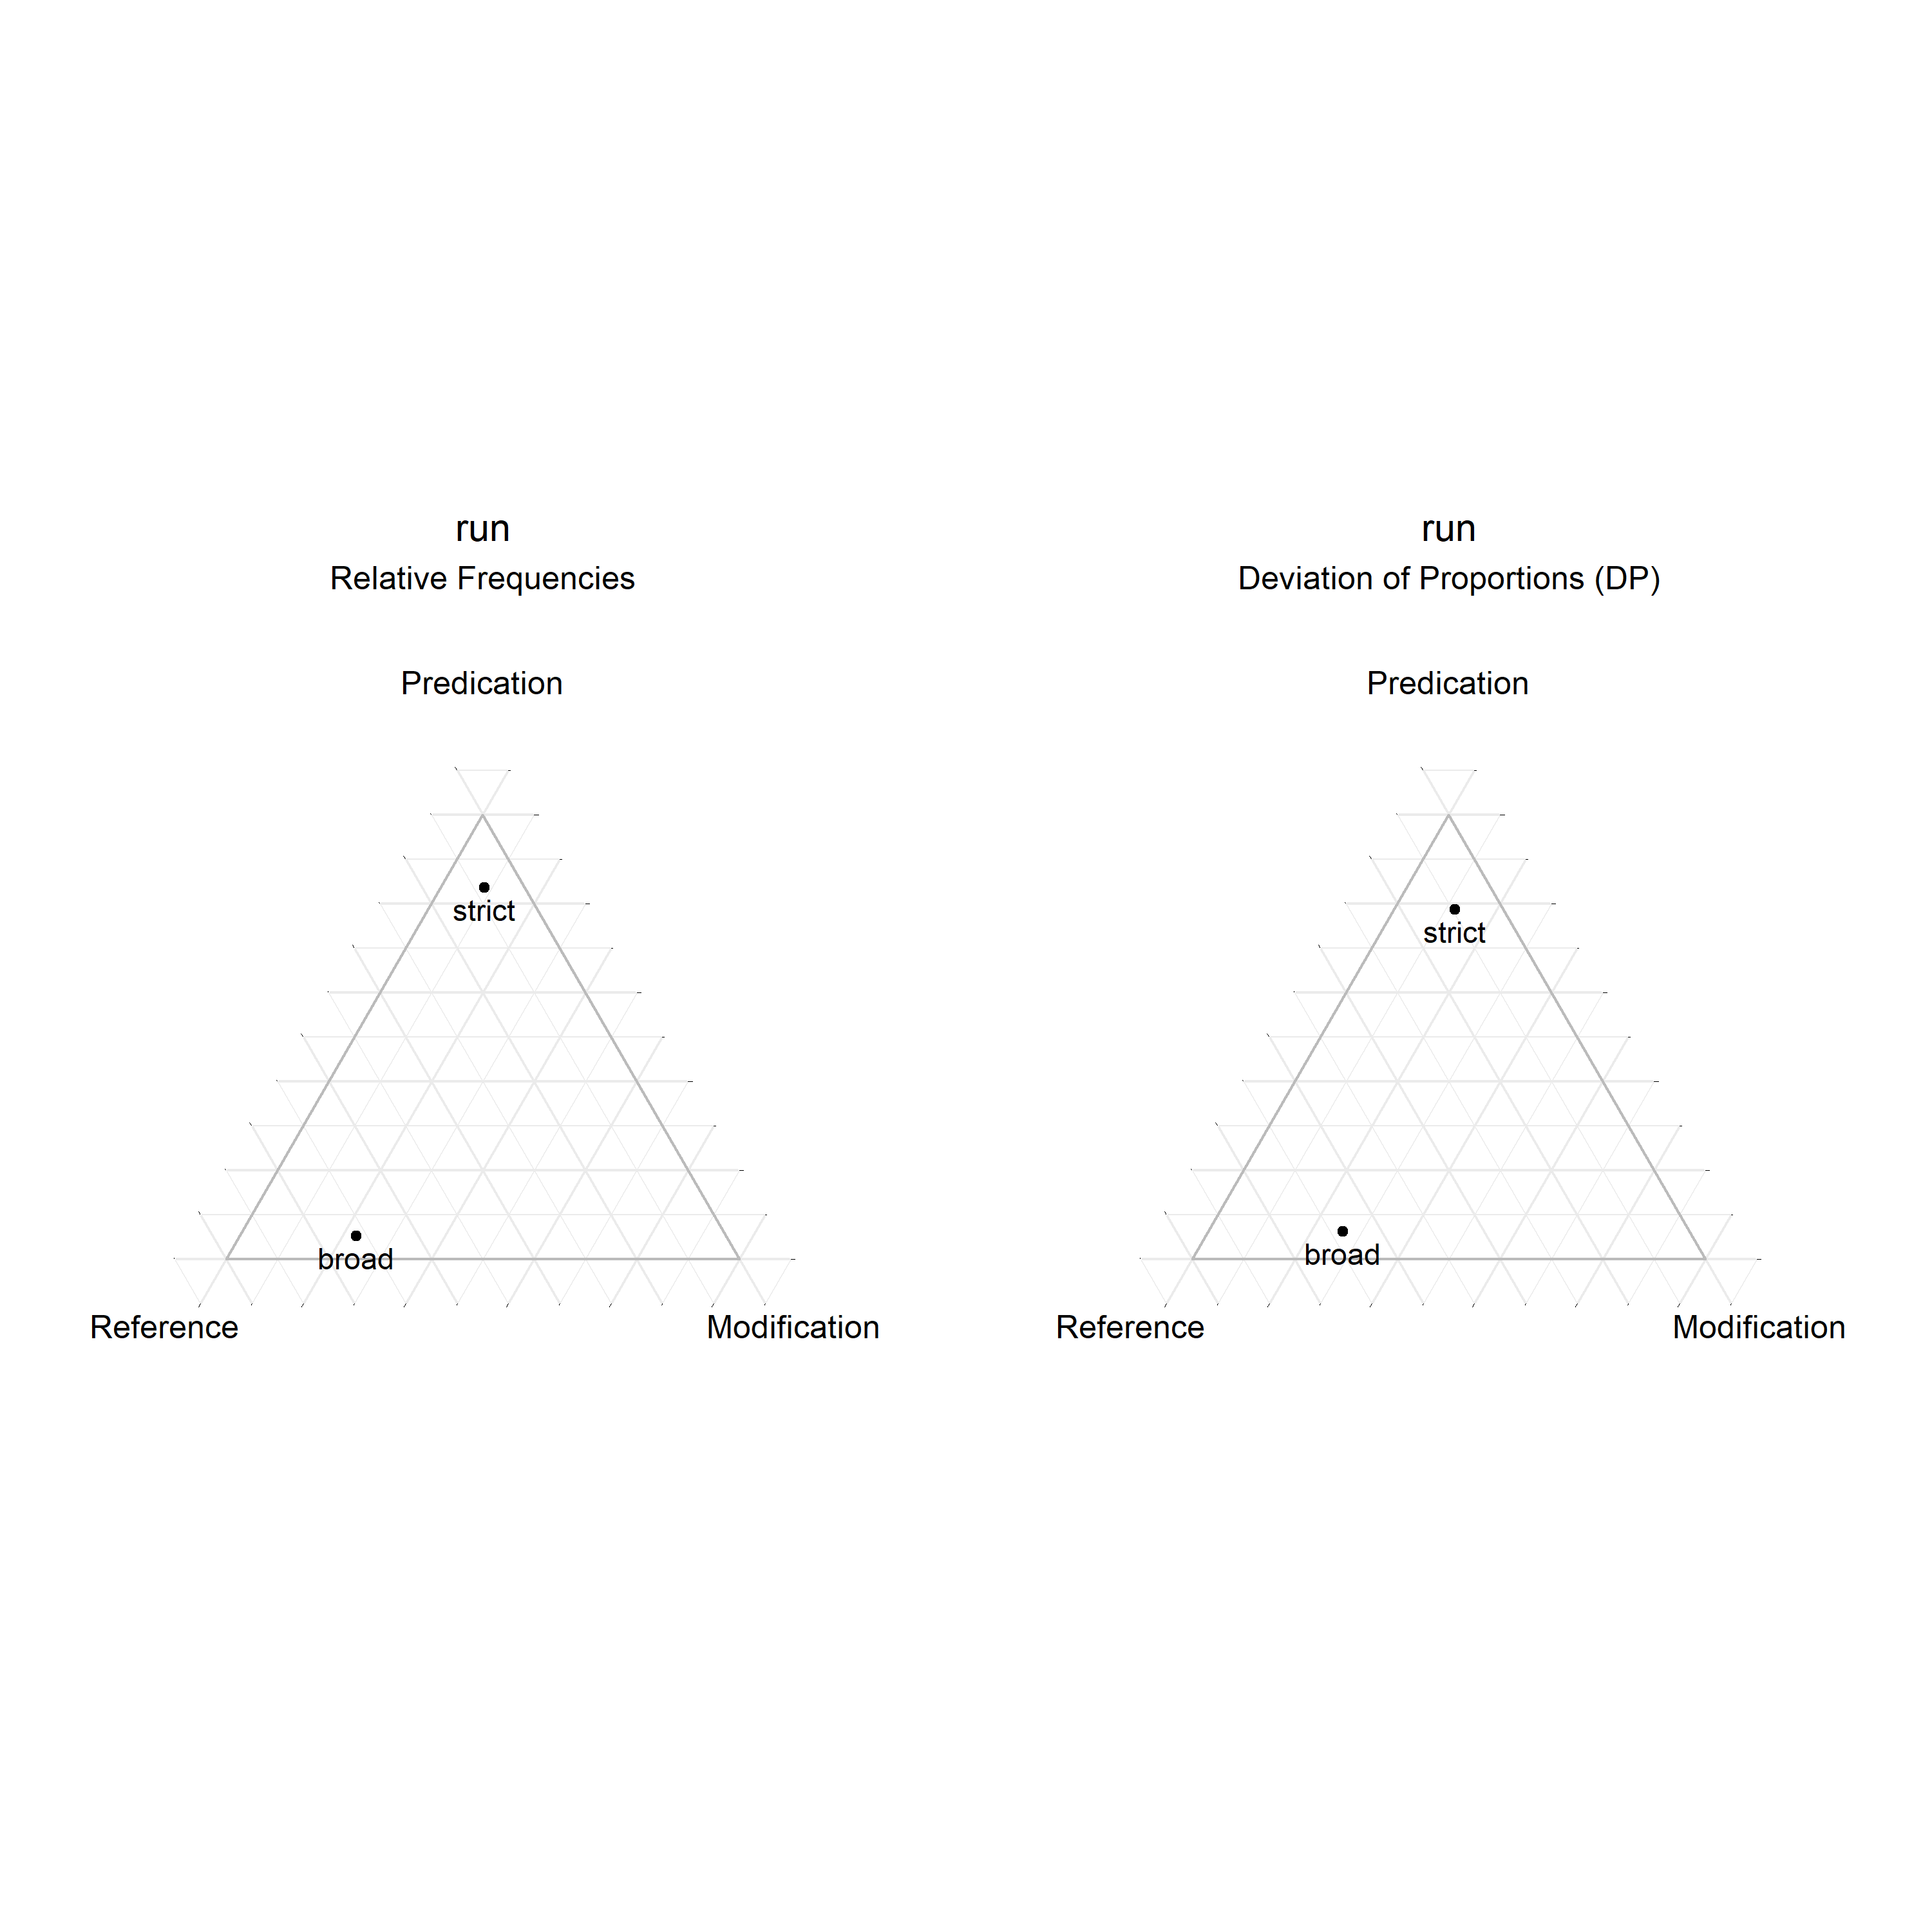 run
Relative Frequencies
Predication
strict
broad
Reference
Modification
run
Deviation of Proportions (DP)
Predication
strict
broad
Reference
Modification